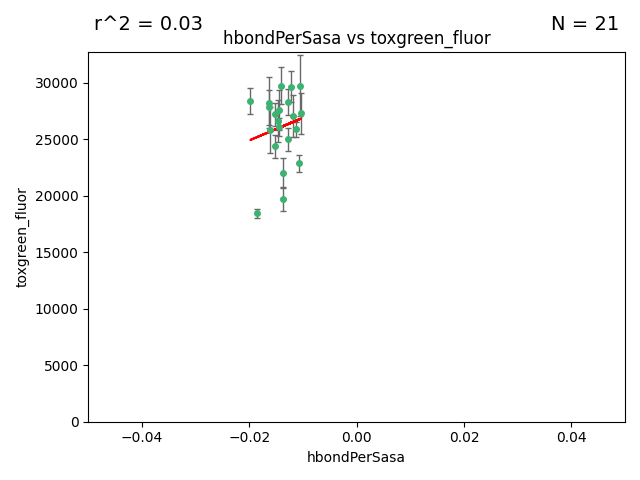 r^2 = 0.03
N = 21
hbondPerSasa vs toxgreen_fluor
30000
25000
20000
15000
10000
5000
0
toxgreen_fluor
−0.04
−0.02
0.00
0.02
0.04
hbondPerSasa